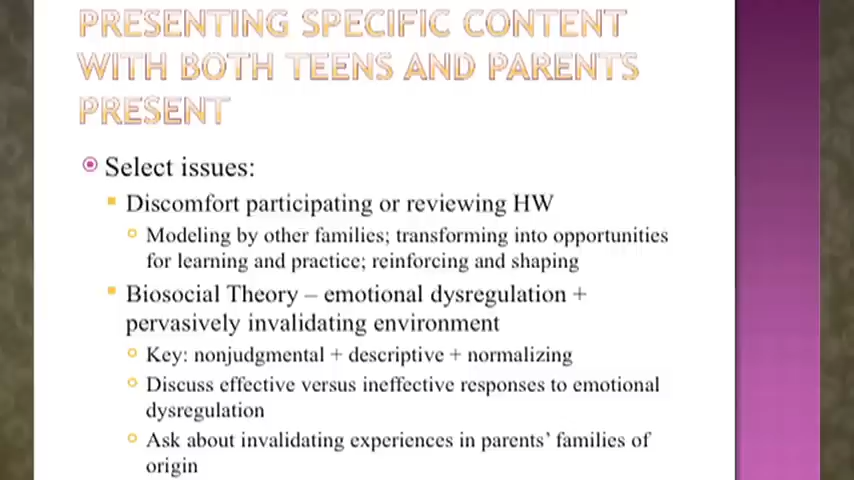 PRESENTING SPECIFIC CONTENT
WITH BOTH TEENS AND PARENTS
PRESENT
Select issues:
Discomfort participating or reviewing HW
Modeling by other families; transforming into opportunities
for learning and practice; reinforcing and shaping
Biosocial Theory – emotional dysregulation +
pervasively invalidating environment
Key: nonjudgmental + descriptive + normalizing
Discuss effective versus ineffective responses to emotional
dysregulation
Ask about invalidating experiences in parents' families of
origin